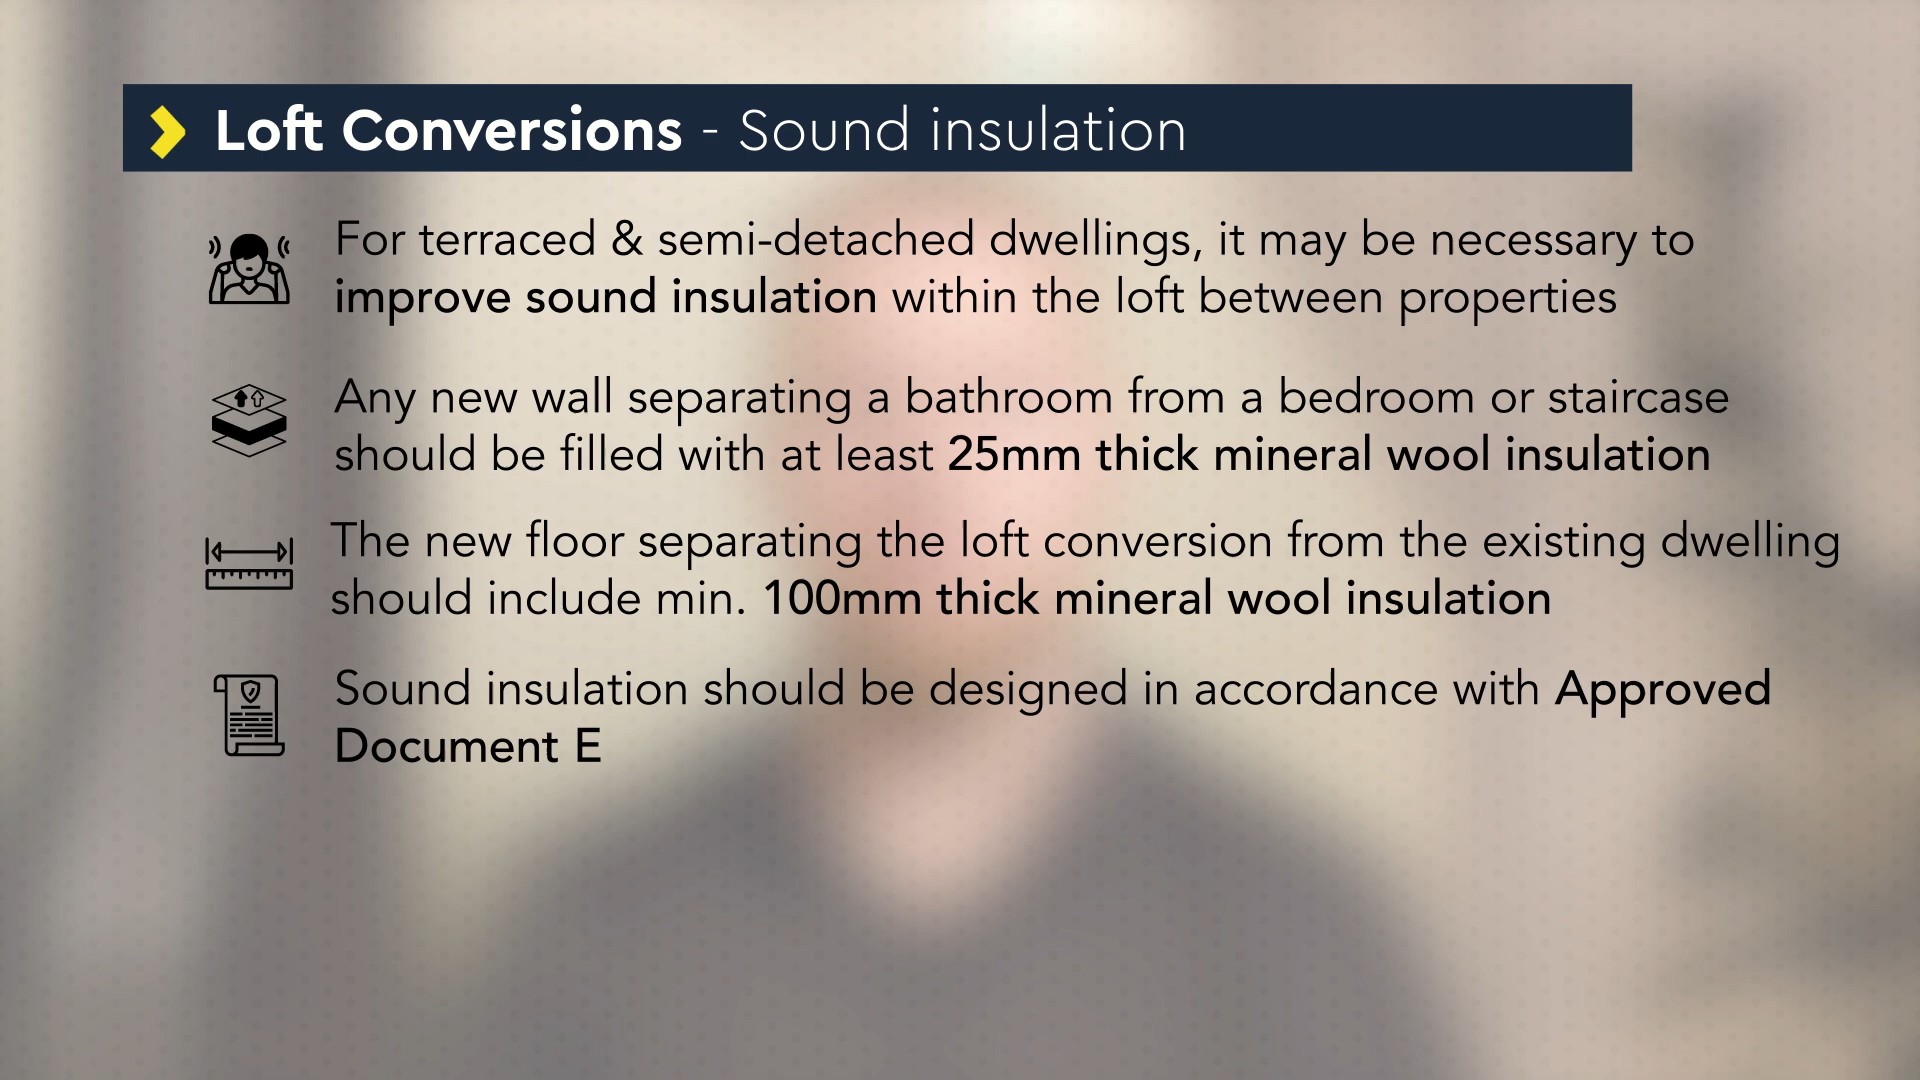 Loft Conversions - Sound insulation
For terraced & semi-detached dwellings, it may be necessary to
improve sound insulation within the loft between properties
Any new wall separating a bathroom from a bedroom or staircase
should be filled with at least 25mm thick mineral wool insulation
The new floor separating the loft conversion from the existing dwelling
should include min. 100mm thick mineral wool insulation
Sound insulation should be designed in accordance with Approved
Document E